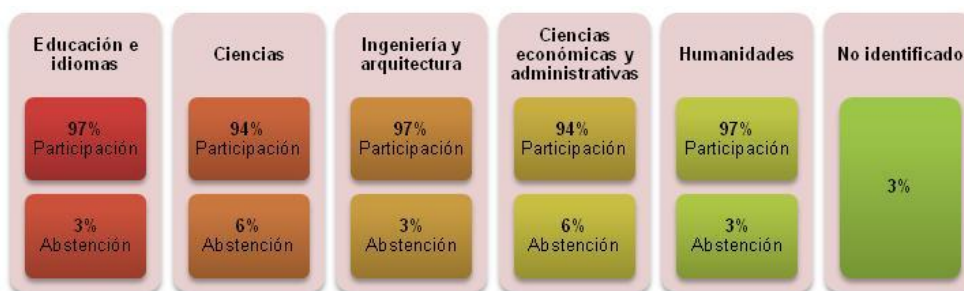 Educación e
idiomas
97%
Participación
3%
Abstención
Ciencias
94%
Participación
6%
Abstención
Ingeniería y
arquitectura
97%
Participación
3%
Abstención
Ciencias
económicas y
administrativas
94%
Participación
6%
Abstención
Humanidades
97%
Participación
3%
Abstención
No identificado
3%